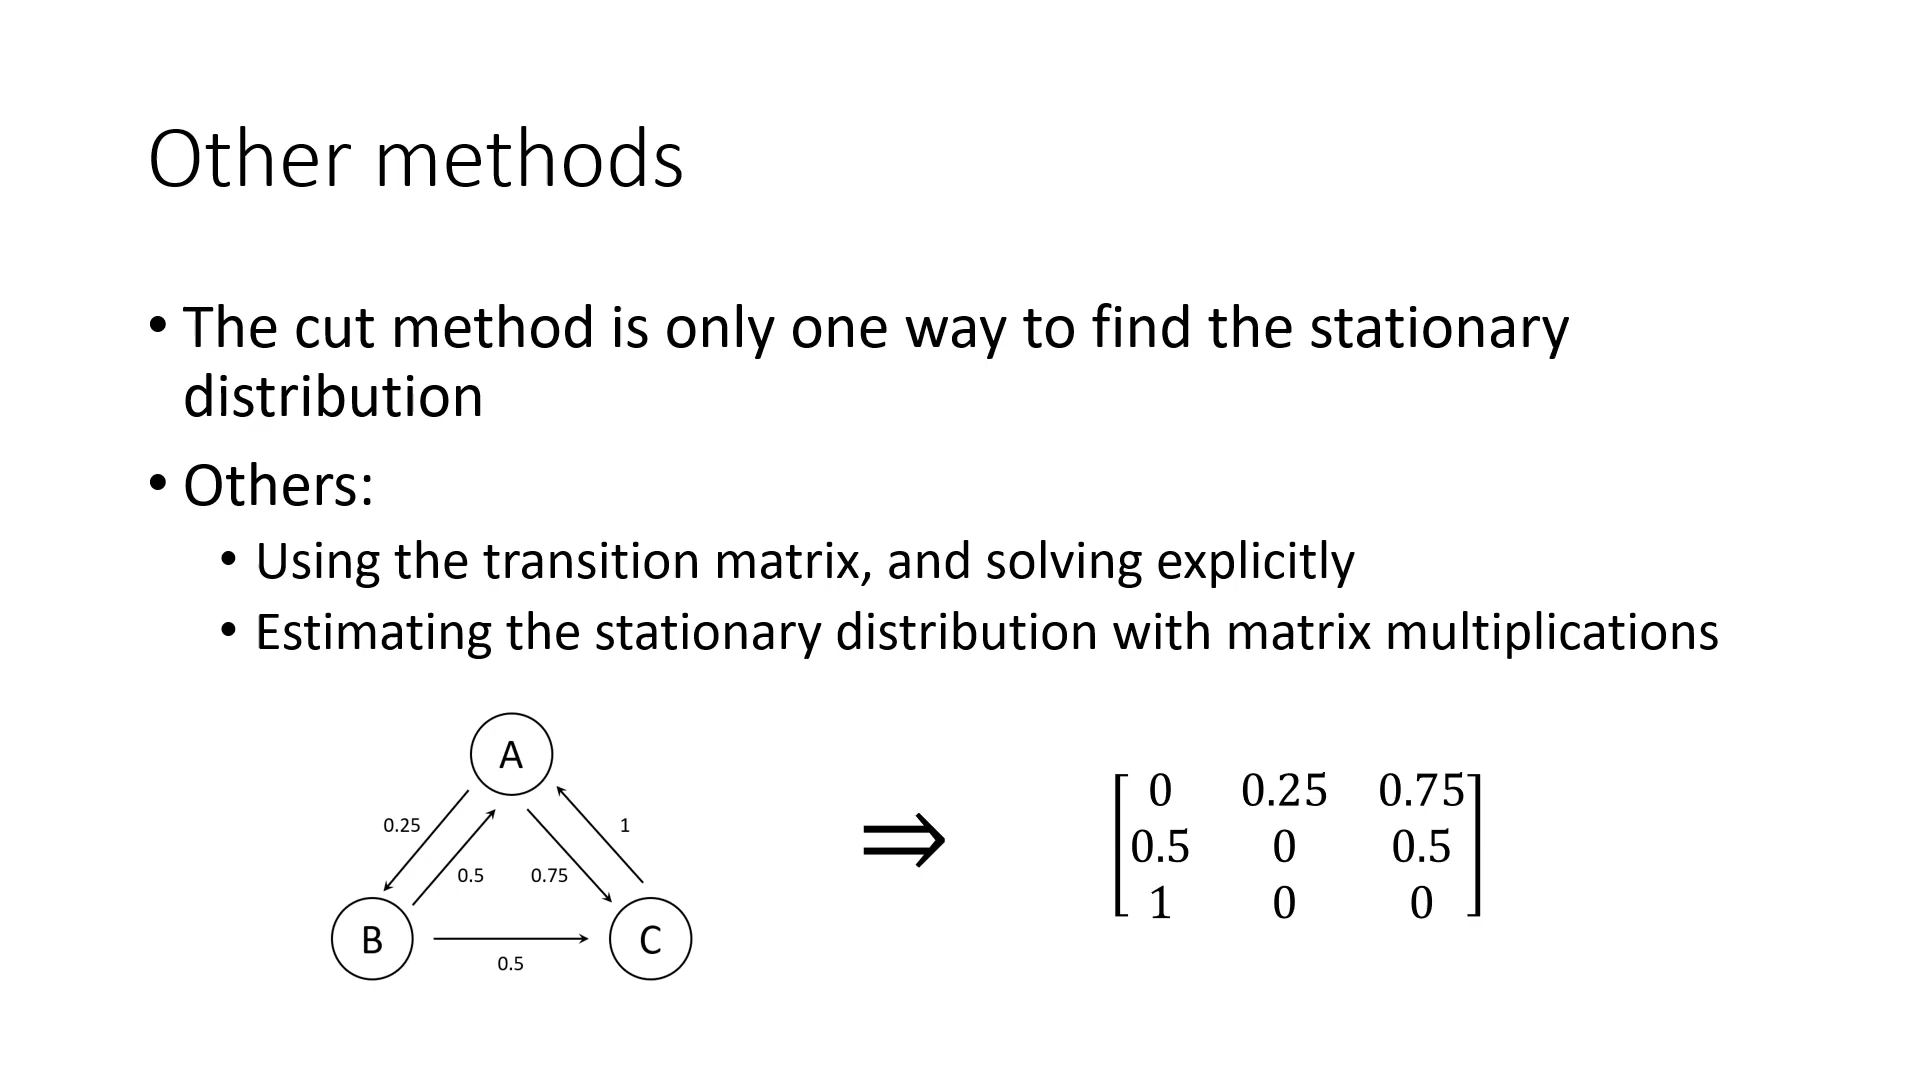 Other methods
• The cut method is only one way to find the stationary
distribution
• Others:
• Using the transition matrix, and solving explicitly
• Estimating the stationary distribution with matrix multiplications
A
0.25
1
0.5
0.75
B
C
0.5
⇒
0 0.25 0.75
0.5 0 0.5
1 0 0